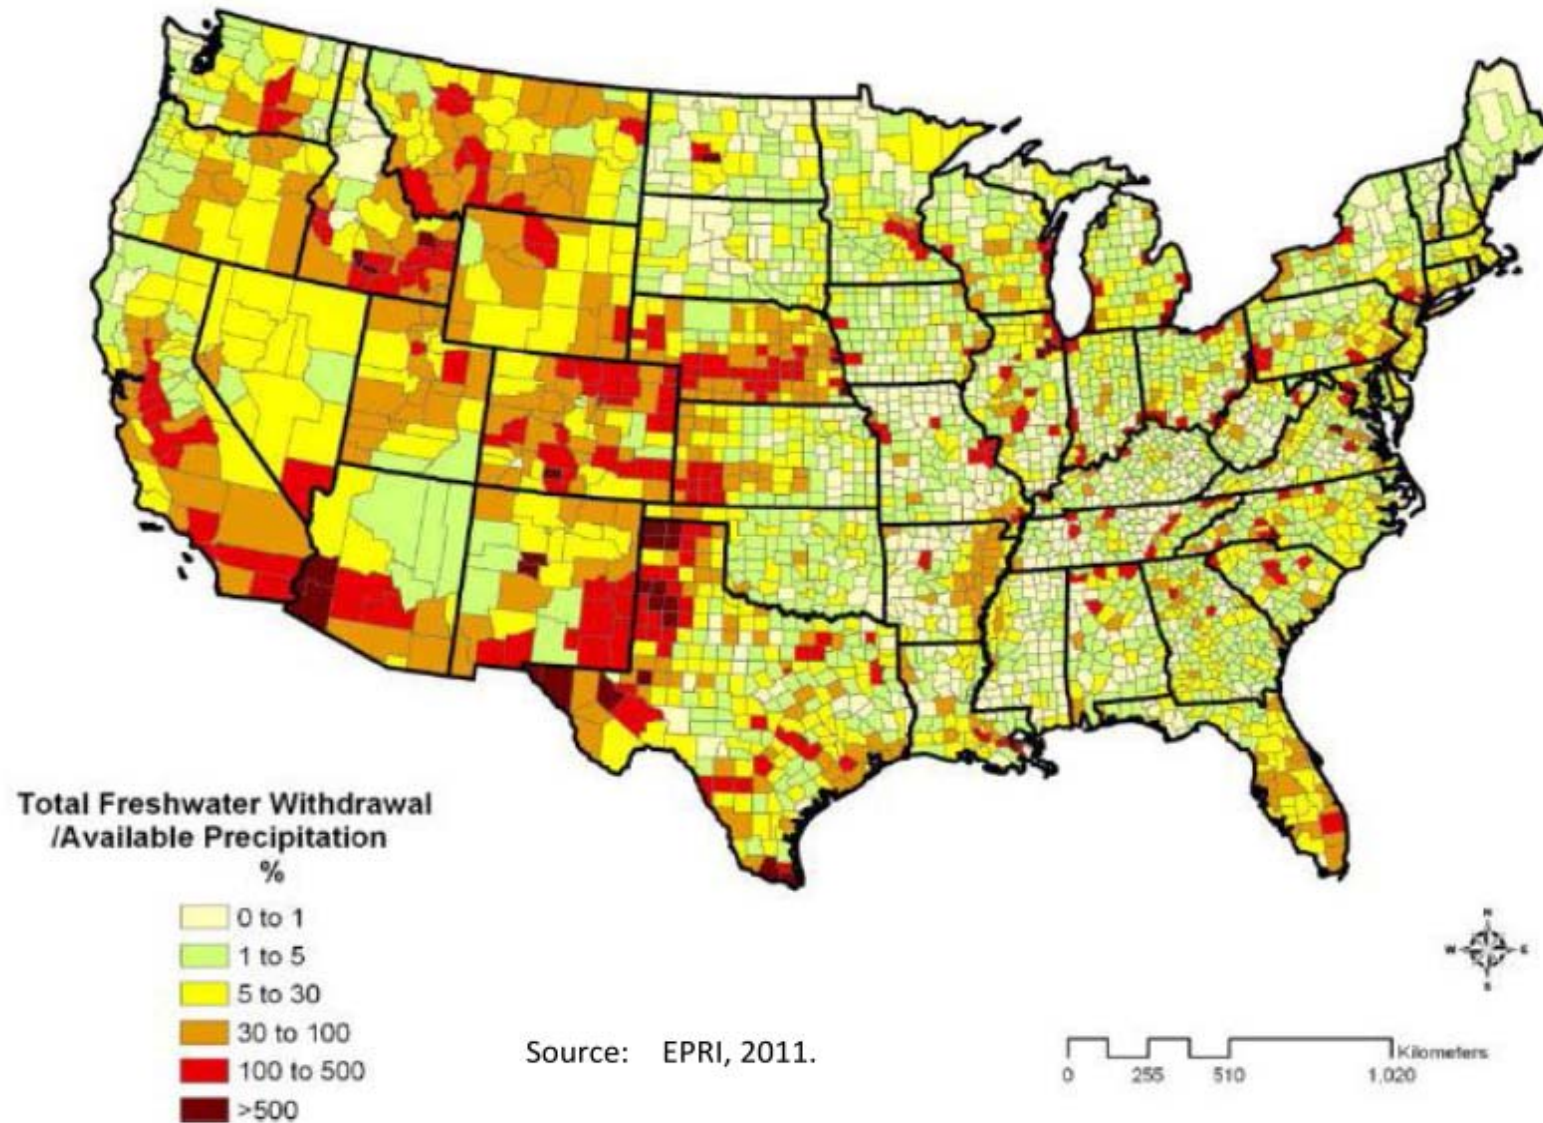 Total Freshwater Withdrawal
/Available Precipitation
%
0 to 1
1 to 5
5 to 30
30 to 100
100 to 500
>500
Source: EPRI, 2011.
N
W E
S
Kilometers
0 255 510 1,020